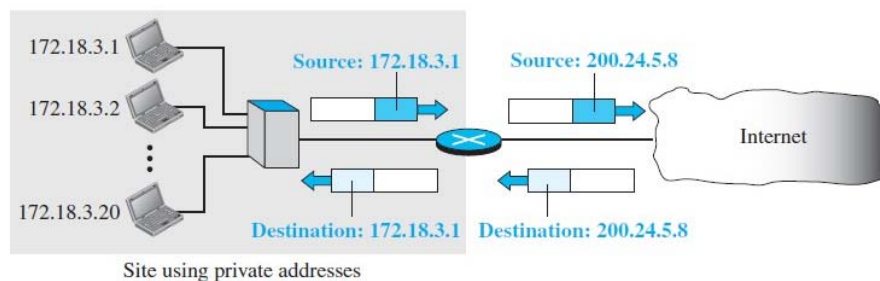 172.18.3.1
Source: 172.18.3.1
Source: 200.24.5.8
172.18.3.2
Internet
172.18.3.20
Destination: 172.18.3.1
Destination: 200.24.5.8
Site using private addresses